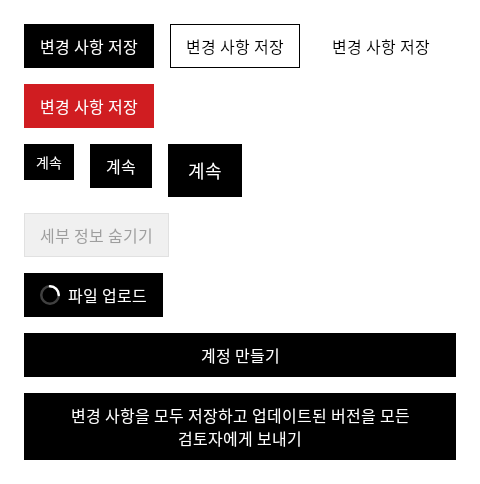 변경 사항 저장
변경 사항 저장
변경 사항 저장
변경 사항 저장
계속
계속
계속
세부 정보 숨기기
파일 업로드
계정 만들기
변경 사항을 모두 저장하고 업데이트된 버전을 모든
검토자에게 보내기